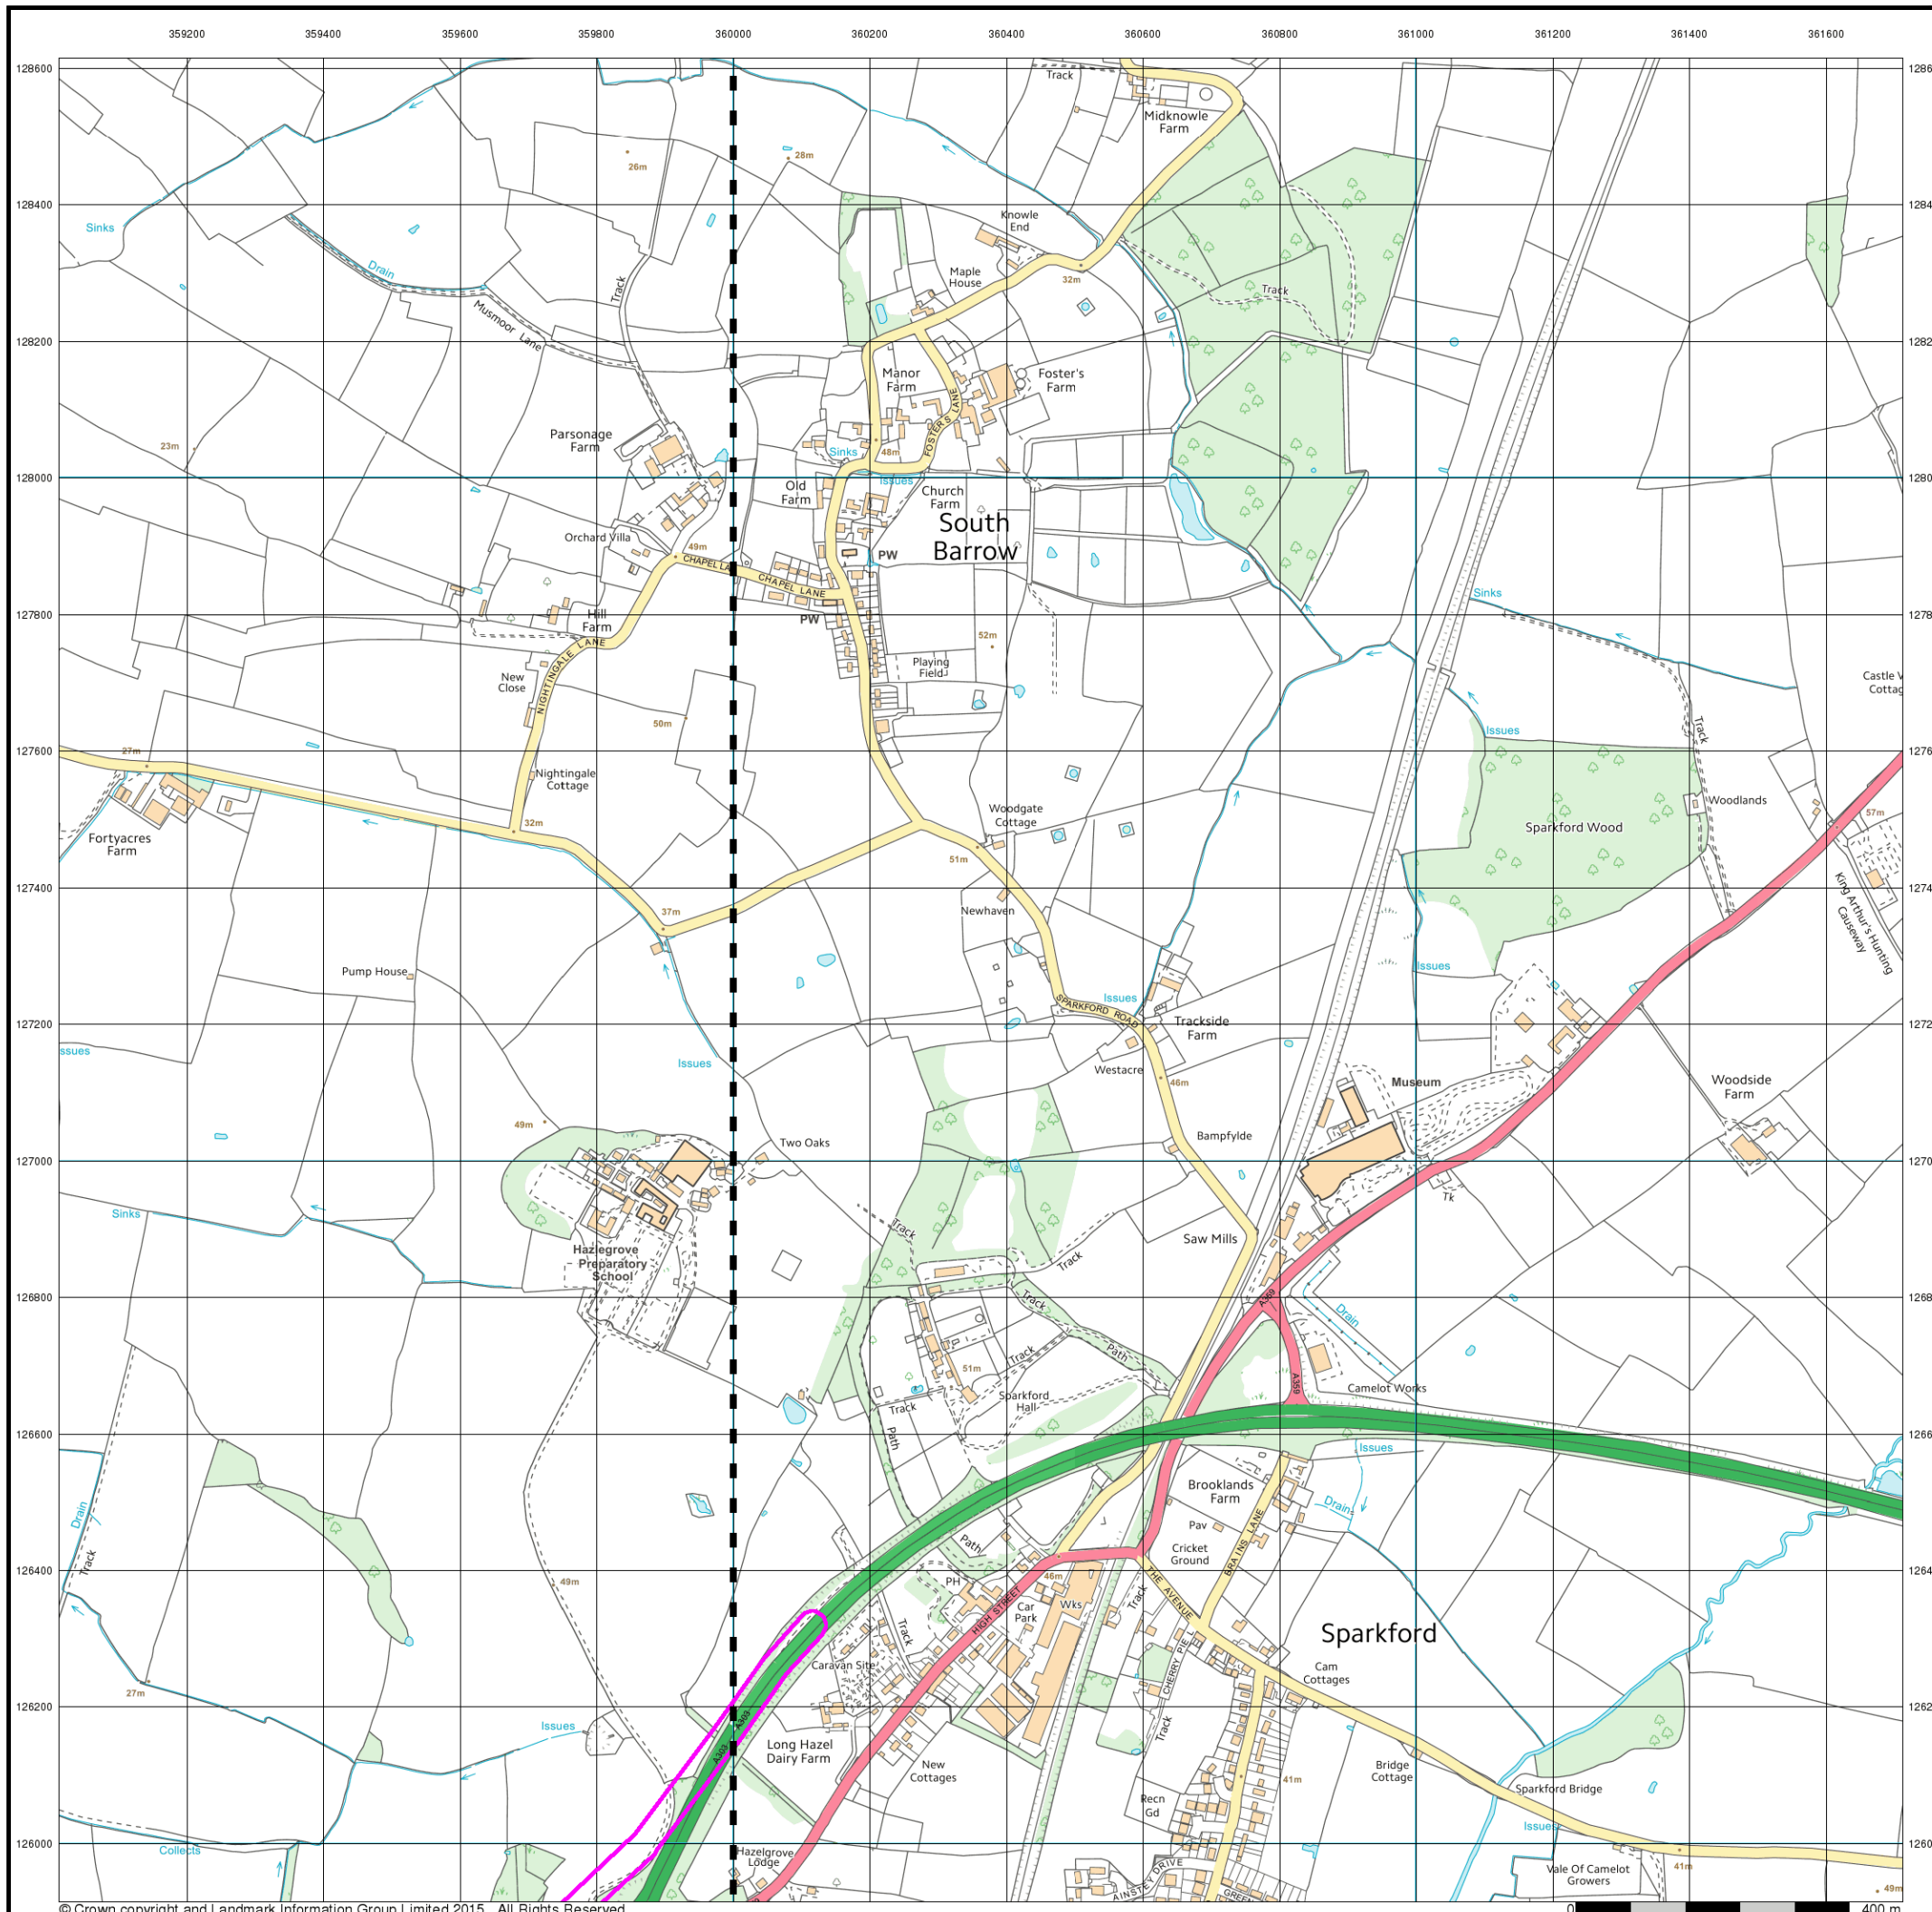 359200 359400 359600 359800 360000 360200 360400 360600 360800 361000 361200 361400 361600
128600
Track
Midknowle
Farm
28m
26m
128400
Sinks
Knowle
End
Drain
Track
Maple
House
32m
Track
Musmoor Lane
128200
Manor
Farm
Foster's
Farm
FOSTER'S LANE
Parsonage
Farm
23m
Sinks
48m
128000
Issues
Old
Farm
Church
Farm
South
Barrow
Orchard Villa
49m
PW
CHAPEL LA
CHAPEL LANE
Sinks
127800
Hill
Farm
PW
52m
NIGHTINGALE LANE
Playing
Field
New
Close
50m
Track
Issues
127600
27m
Nightingale
Cottage
Woodgate
Cottage
Woodlands
57m
32m
Sparkford Wood
Fortyacres
Farm
51m
127400
37m
Newhaven
King Arthur's Hunting
Causeway
Pump House
Issues
Issues
SPARKFORD ROAD
127200
Trackside
Farm
Issues
Westacre
46m
Museum
Woodside
Farm
49m
Two Oaks
Bampfylde
127000
Tk
Sinks
Track
Saw Mills
Hazlegrove
Preparatory
School
Track
126800
Track
A359
Drain
Path
Track
51m
A359
Camelot Works
Sparkford
Hall
Track
126600
Path
Issues
Brooklands
Farm
Drain
Drain
Pav
BRAINS LANE
Track
Path
Cricket
Ground
126400
49m
PH
46m
THE AVENUE
Track
Car
Park
Wks
HIGH STREET
Track
Sparkford
CHERRY PIE L
Caravan Site
Cam
Cottages
27m
126200
Issues
A303
A303
Long Hazel
Dairy Farm
Track
New
Cottages
Bridge
Cottage
41m
Sparkford Bridge
Recn
Gd
126000
Issues
Collects
Hazelgrove
Lodge
41m
AINSTEY DRIVE
Vale Of Camelot
Growers
49m
© Crown copyright and Landmark Information Group Limited 2015. All Rights Reserved.
0 400 m